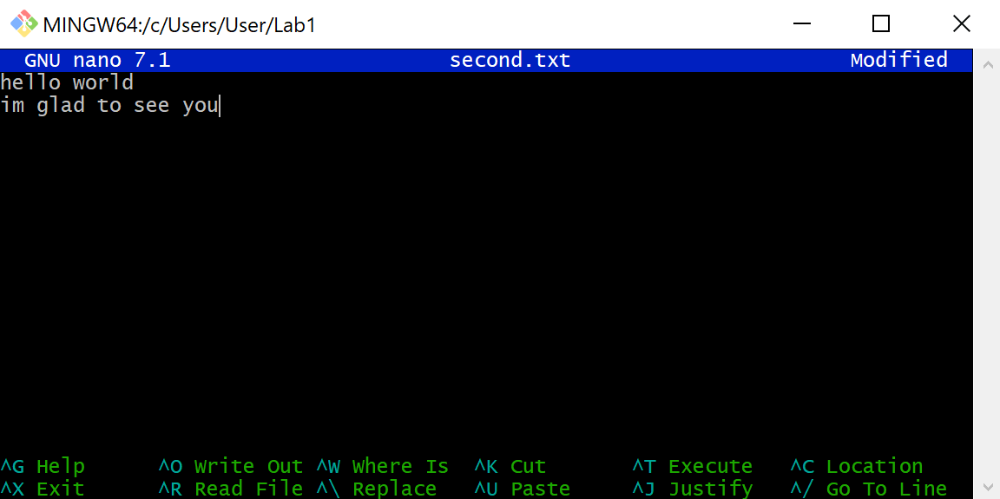 MINGW64:/c/Users/User/Lab1
GNU nano 7.1 second.txt Modified
hello world
im glad to see you
^G Help ^O Write Out ^W Where Is ^K Cut ^T Execute ^C Location
^X Exit ^R Read File ^\ Replace ^U Paste ^J Justify ^/ Go To Line